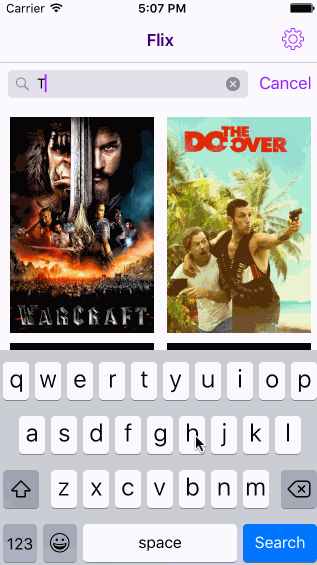 Carrier 5:07 PM
Flix
T Cancel
THE
DO-OVER
WARCRAFT
q w e r t y u i o p
a s d f g h j k l
z x c v b n m
123 space Search